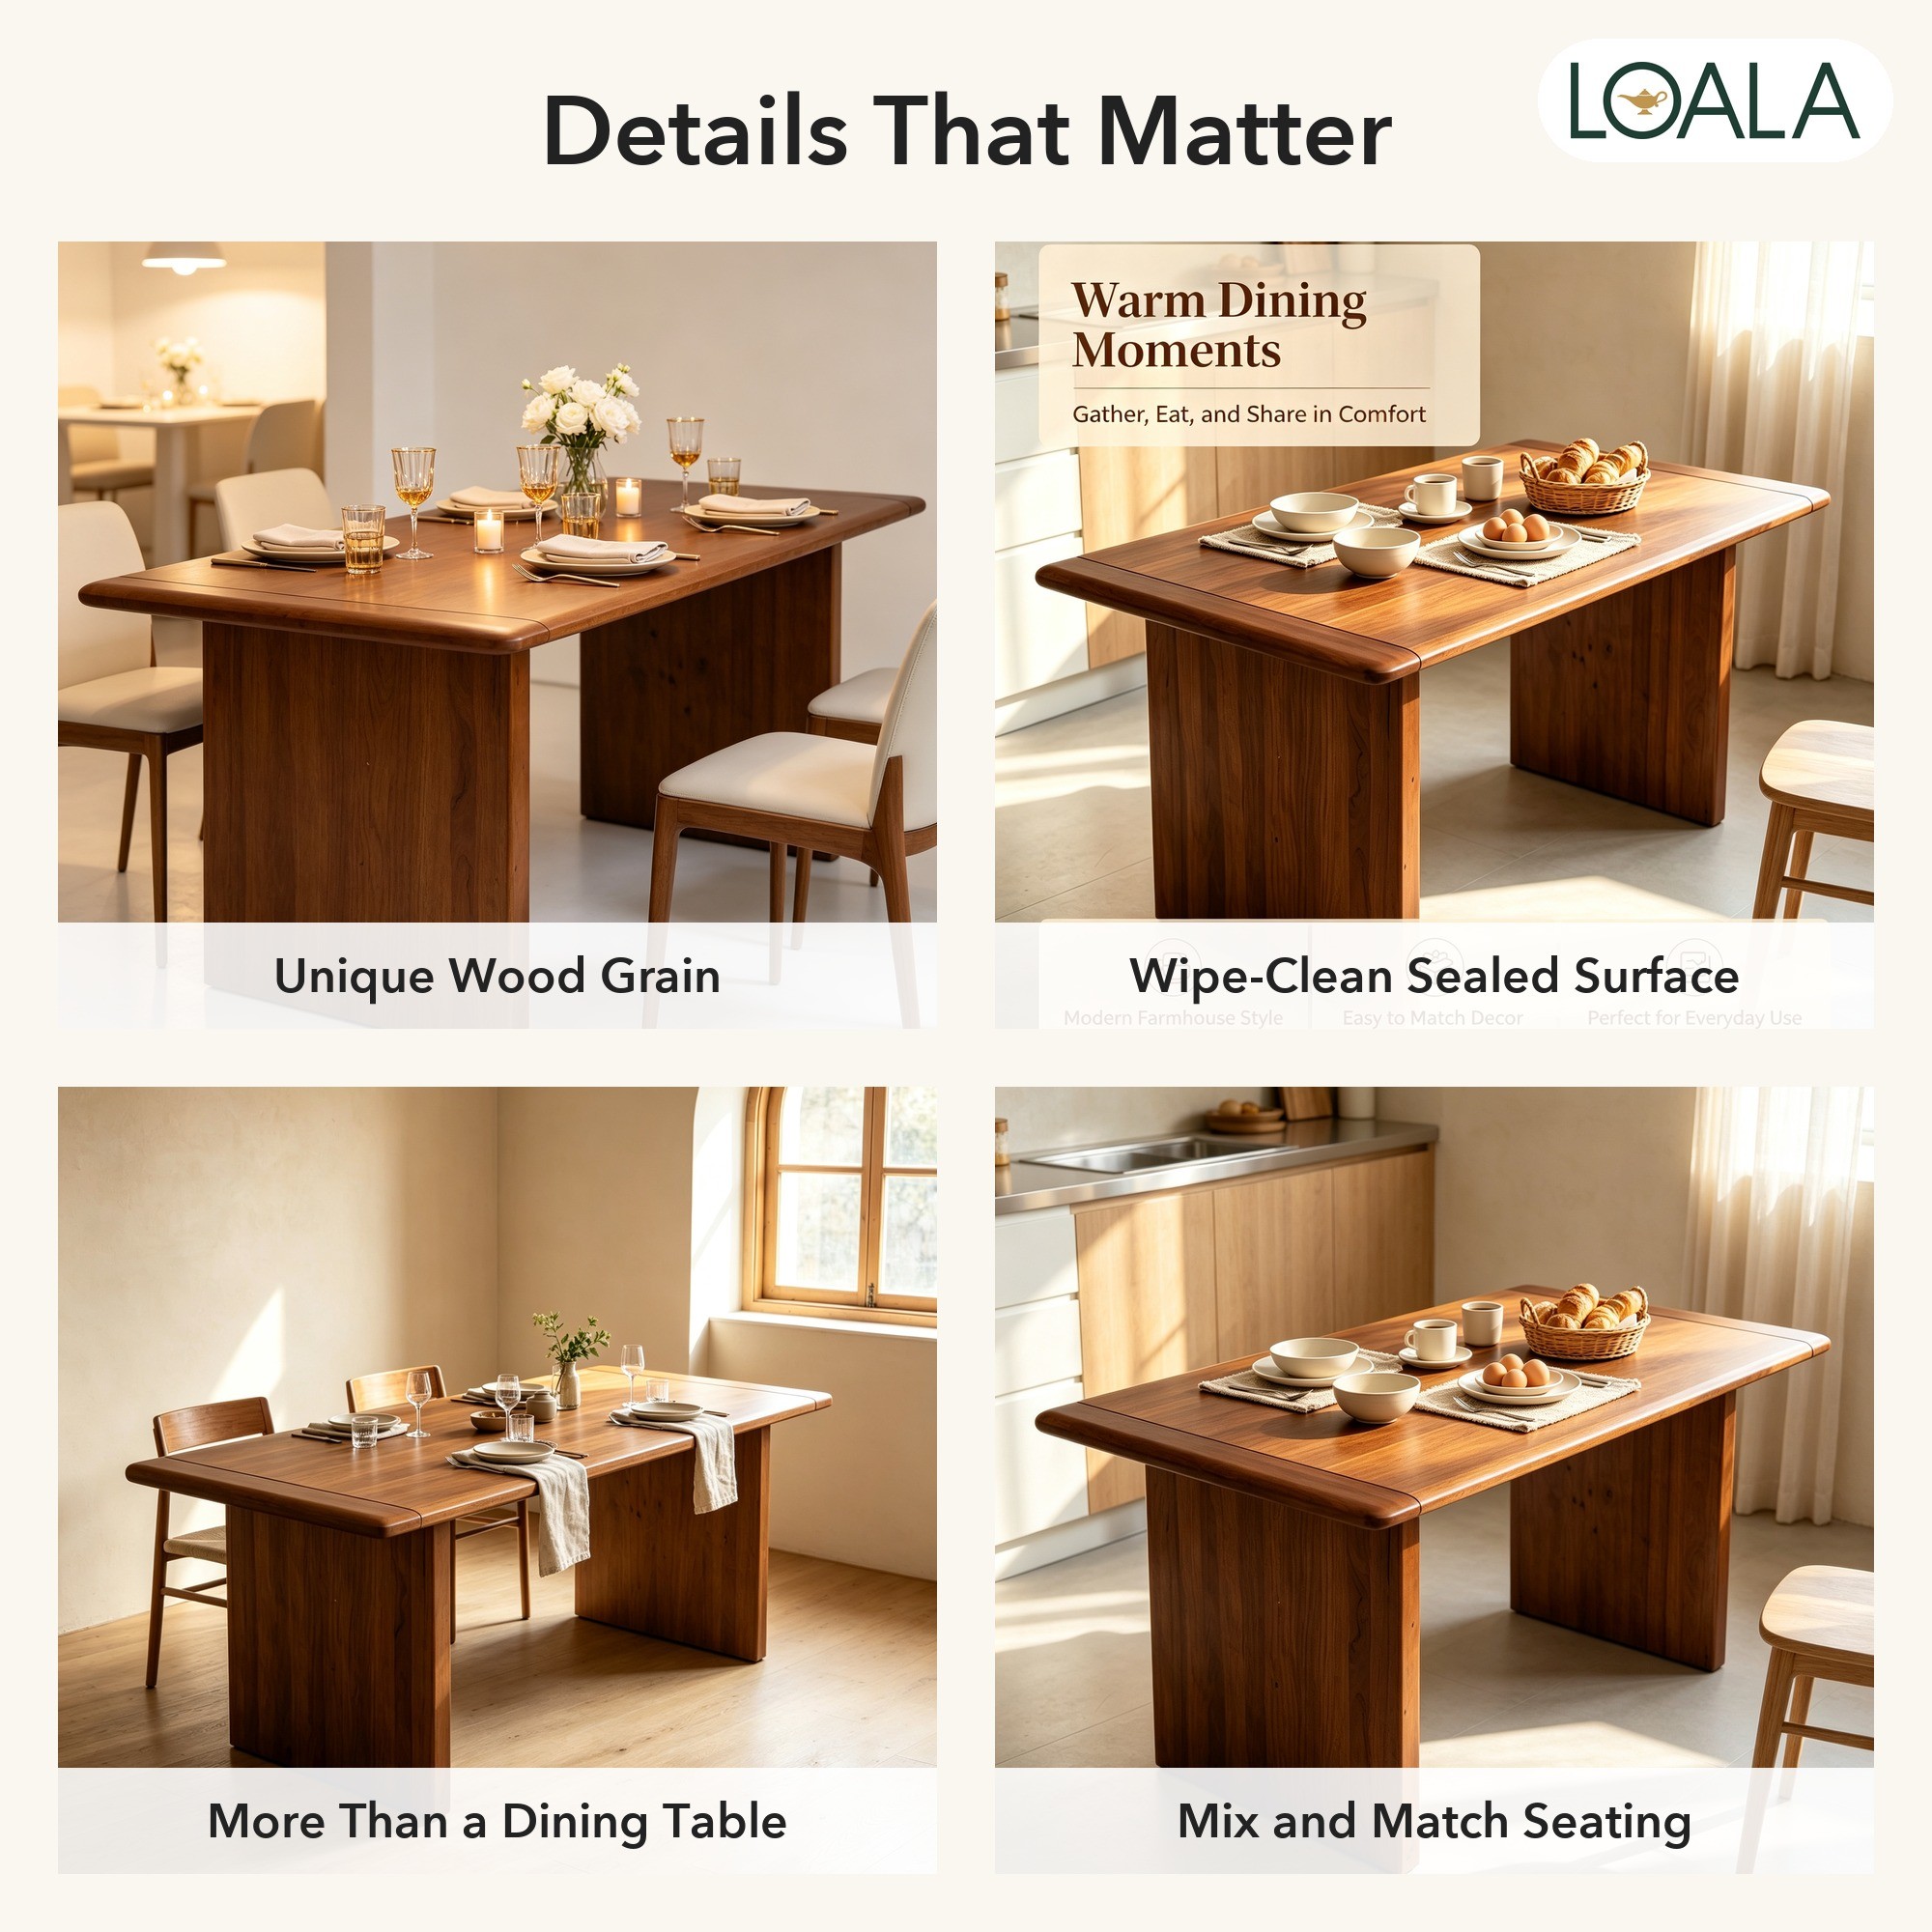 LOALA
Details That Matter
Warm Dining
Moments
Gather, Eat, and Share in Comfort
Unique Wood Grain
Wipe-Clean Sealed Surface
Modern Farmhouse Style
Easy to Match Decor
Perfect for Everyday Use
More Than a Dining Table
Mix and Match Seating